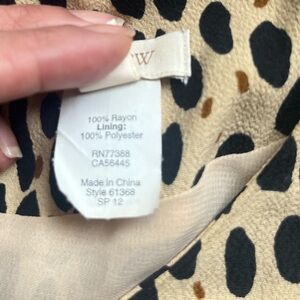 W
100% Rayon
Lining:
100% Polyester
RN77388
CA56445
Made in China
Style 61368
SP 12